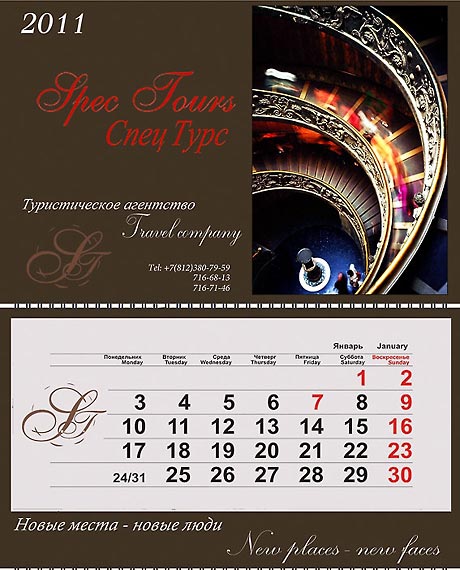 2011
Spec Tours
Спец Турс
Туристическое агентство
Travel company
Tel: +7(812)380-79-59
716-68-13
716-71-46
Январь January
Понедельник Вторник Среда Четверг Пятница Суббота Воскресенье
Monday Tuesday Wednesday Thursday Friday Saturday Sunday
1 2
3 4 5 6 7 8 9
10 11 12 13 14 15 16
17 18 19 20 21 22 23
24/31 25 26 27 28 29 30
ST
Новые места - новые люди
New places - new faces